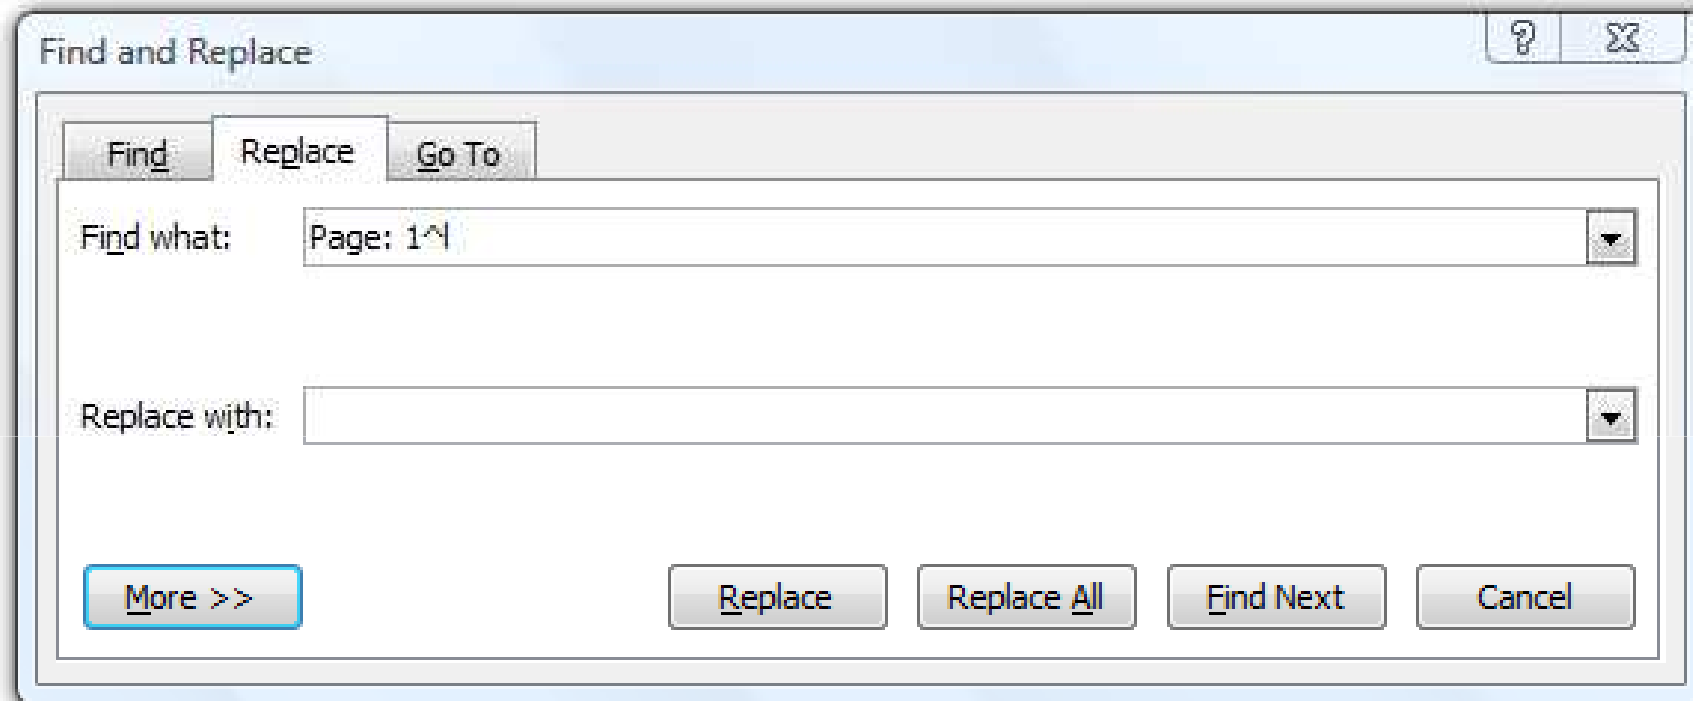 Find and Replace
?
Find Replace Go To
Find what: Page: 1^l
Replace with:
More >> Replace Replace All Find Next Cancel